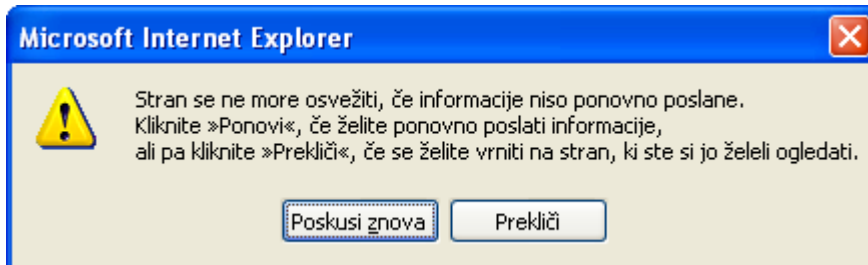 Microsoft Internet Explorer
Stran se ne more osvežiti, če informacije niso ponovno poslane.
Kliknite »Ponovi«, če želite ponovno poslati informacije,
ali pa kliknite »Prekliči«, če se želite vrniti na stran, ki ste si jo želeli ogledati.
Poskusi znova
Prekliči